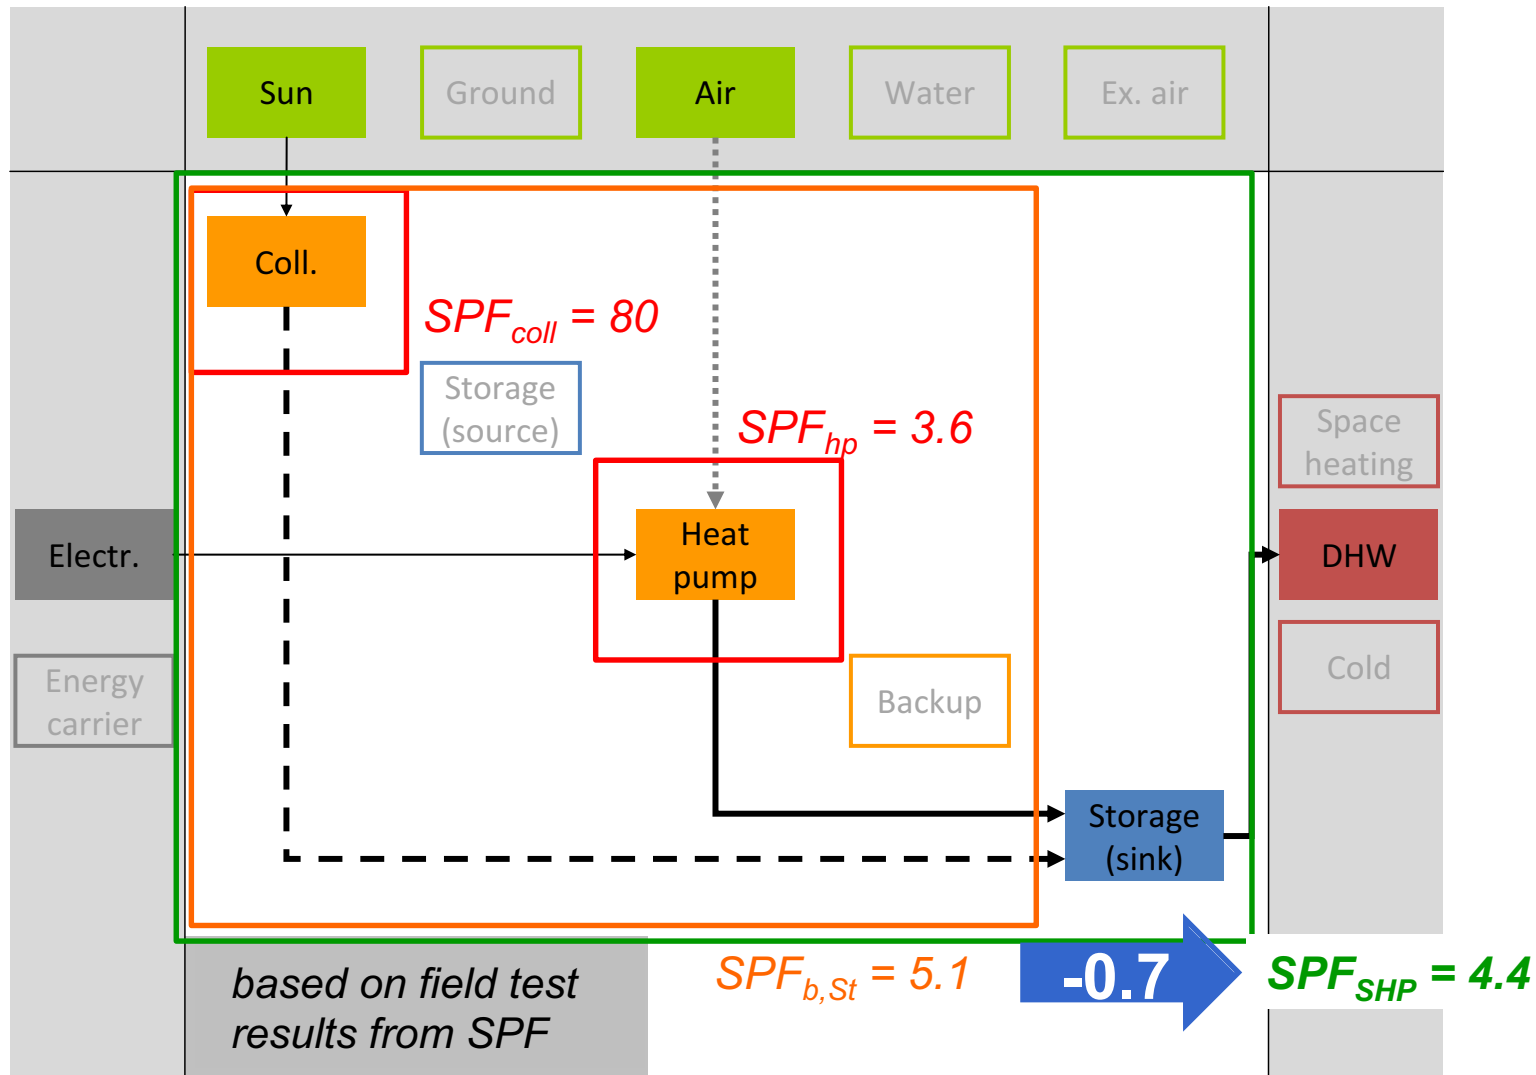 Sun
Ground
Air
Water
Ex. air
Coll.
SPFcoll = 80
Storage
(source)
SPFhp = 3.6
Space
heating
Electr.
Heat
pump
DHW
Energy
carrier
Backup
Cold
Storage
(sink)
based on field test
results from SPF
SPFb,St = 5.1
-0.7
SPFSHP = 4.4